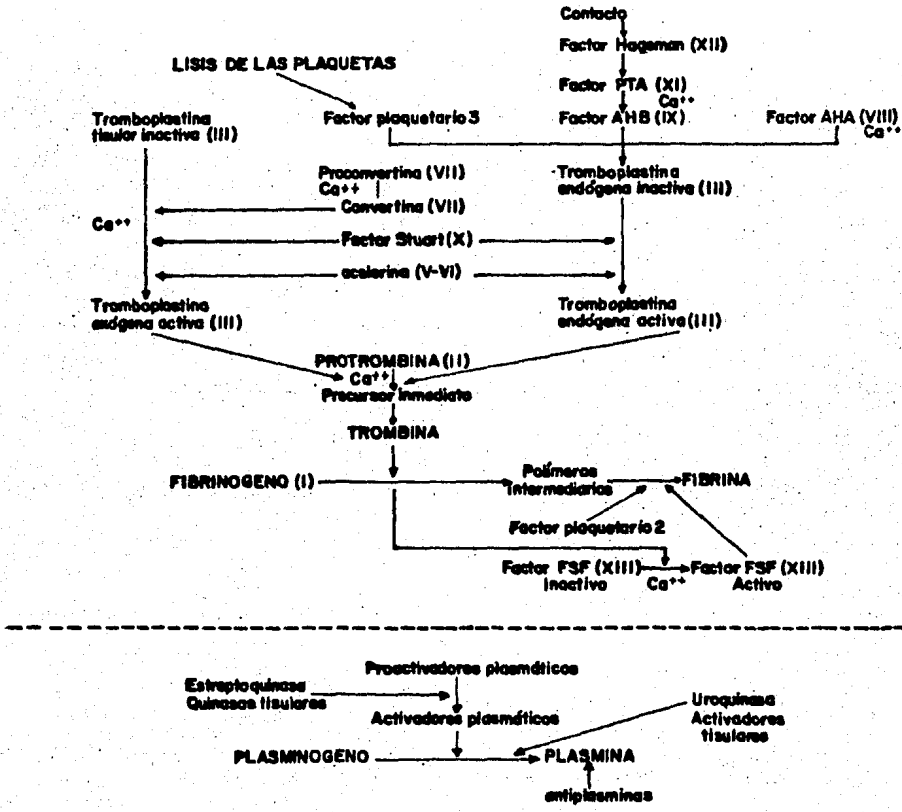 Contacto
Factor Hageman (XII)
LISIS DE LAS PLAQUETAS
Factor PTA (XI)
Ca++
Tromboplastina
tisular inactiva (III)
Factor plaquetario 3
Factor AHB (IX)
Factor AHA (VIII)
Ca++
Proconvertina (VII)
Ca++
Tromboplastina
endógena inactiva (III)
Convertina (VII)
Ca++
Factor Stuart (X)
acelerina (V-VI)
Tromboplastina
exógena activa (III)
Tromboplastina
endógena activa (III)
PROTROMBINA (II)
Ca++
Precursor inmediato
TROMBINA
FIBRINOGENO (I)
Polímeros
intermediarios
FIBRINA
Factor plaquetario 2
Factor FSF (XIII)
Inactivo
Ca++
Factor FSF (XIII)
Activo
Proactivadores plasméticos
Estreptoquinasa
Quinasas tisulares
Activadores plasméticos
Uroquinasa
Activadores
tisulares
PLASMINOGENO
PLASMINA
antiplasminas